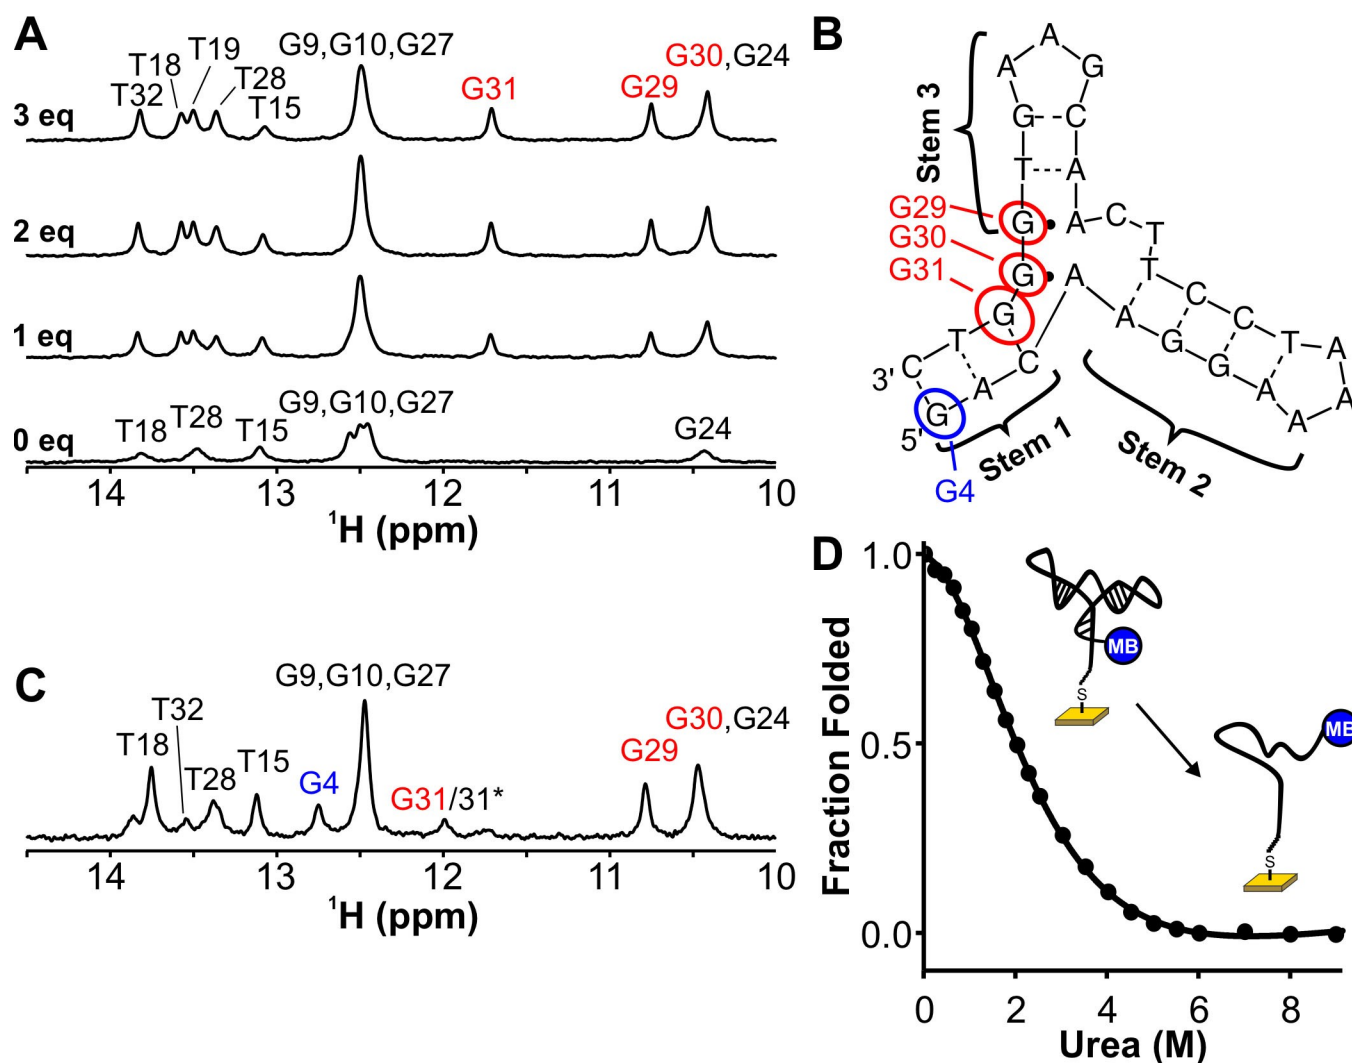 A
T32
T18
T19
T28
T15
G9,G10,G27
G31
G29
G30,G24
3 eq
2 eq
1 eq
0 eq
T18
T28
T15
G9,G10,G27
G24
14
13
12
11
10
¹H (ppm)
B
Stem 3
A
A
G
G
C
T
A
G29
G
A
C
T
G30
G
A
T
C
C
T
A
G31
G
A
G
G
A
A
A
T
C
3'
C
A
G
5'
G4
Stem 1
Stem 2
C
T18
T32
T28
T15
G4
G9,G10,G27
G31/31*
G29
G30,G24
14
13
12
11
10
¹H (ppm)
D
Fraction Folded
1.0
0.5
0.0
MB
S
MB
S
0
2
4
6
8
Urea (M)